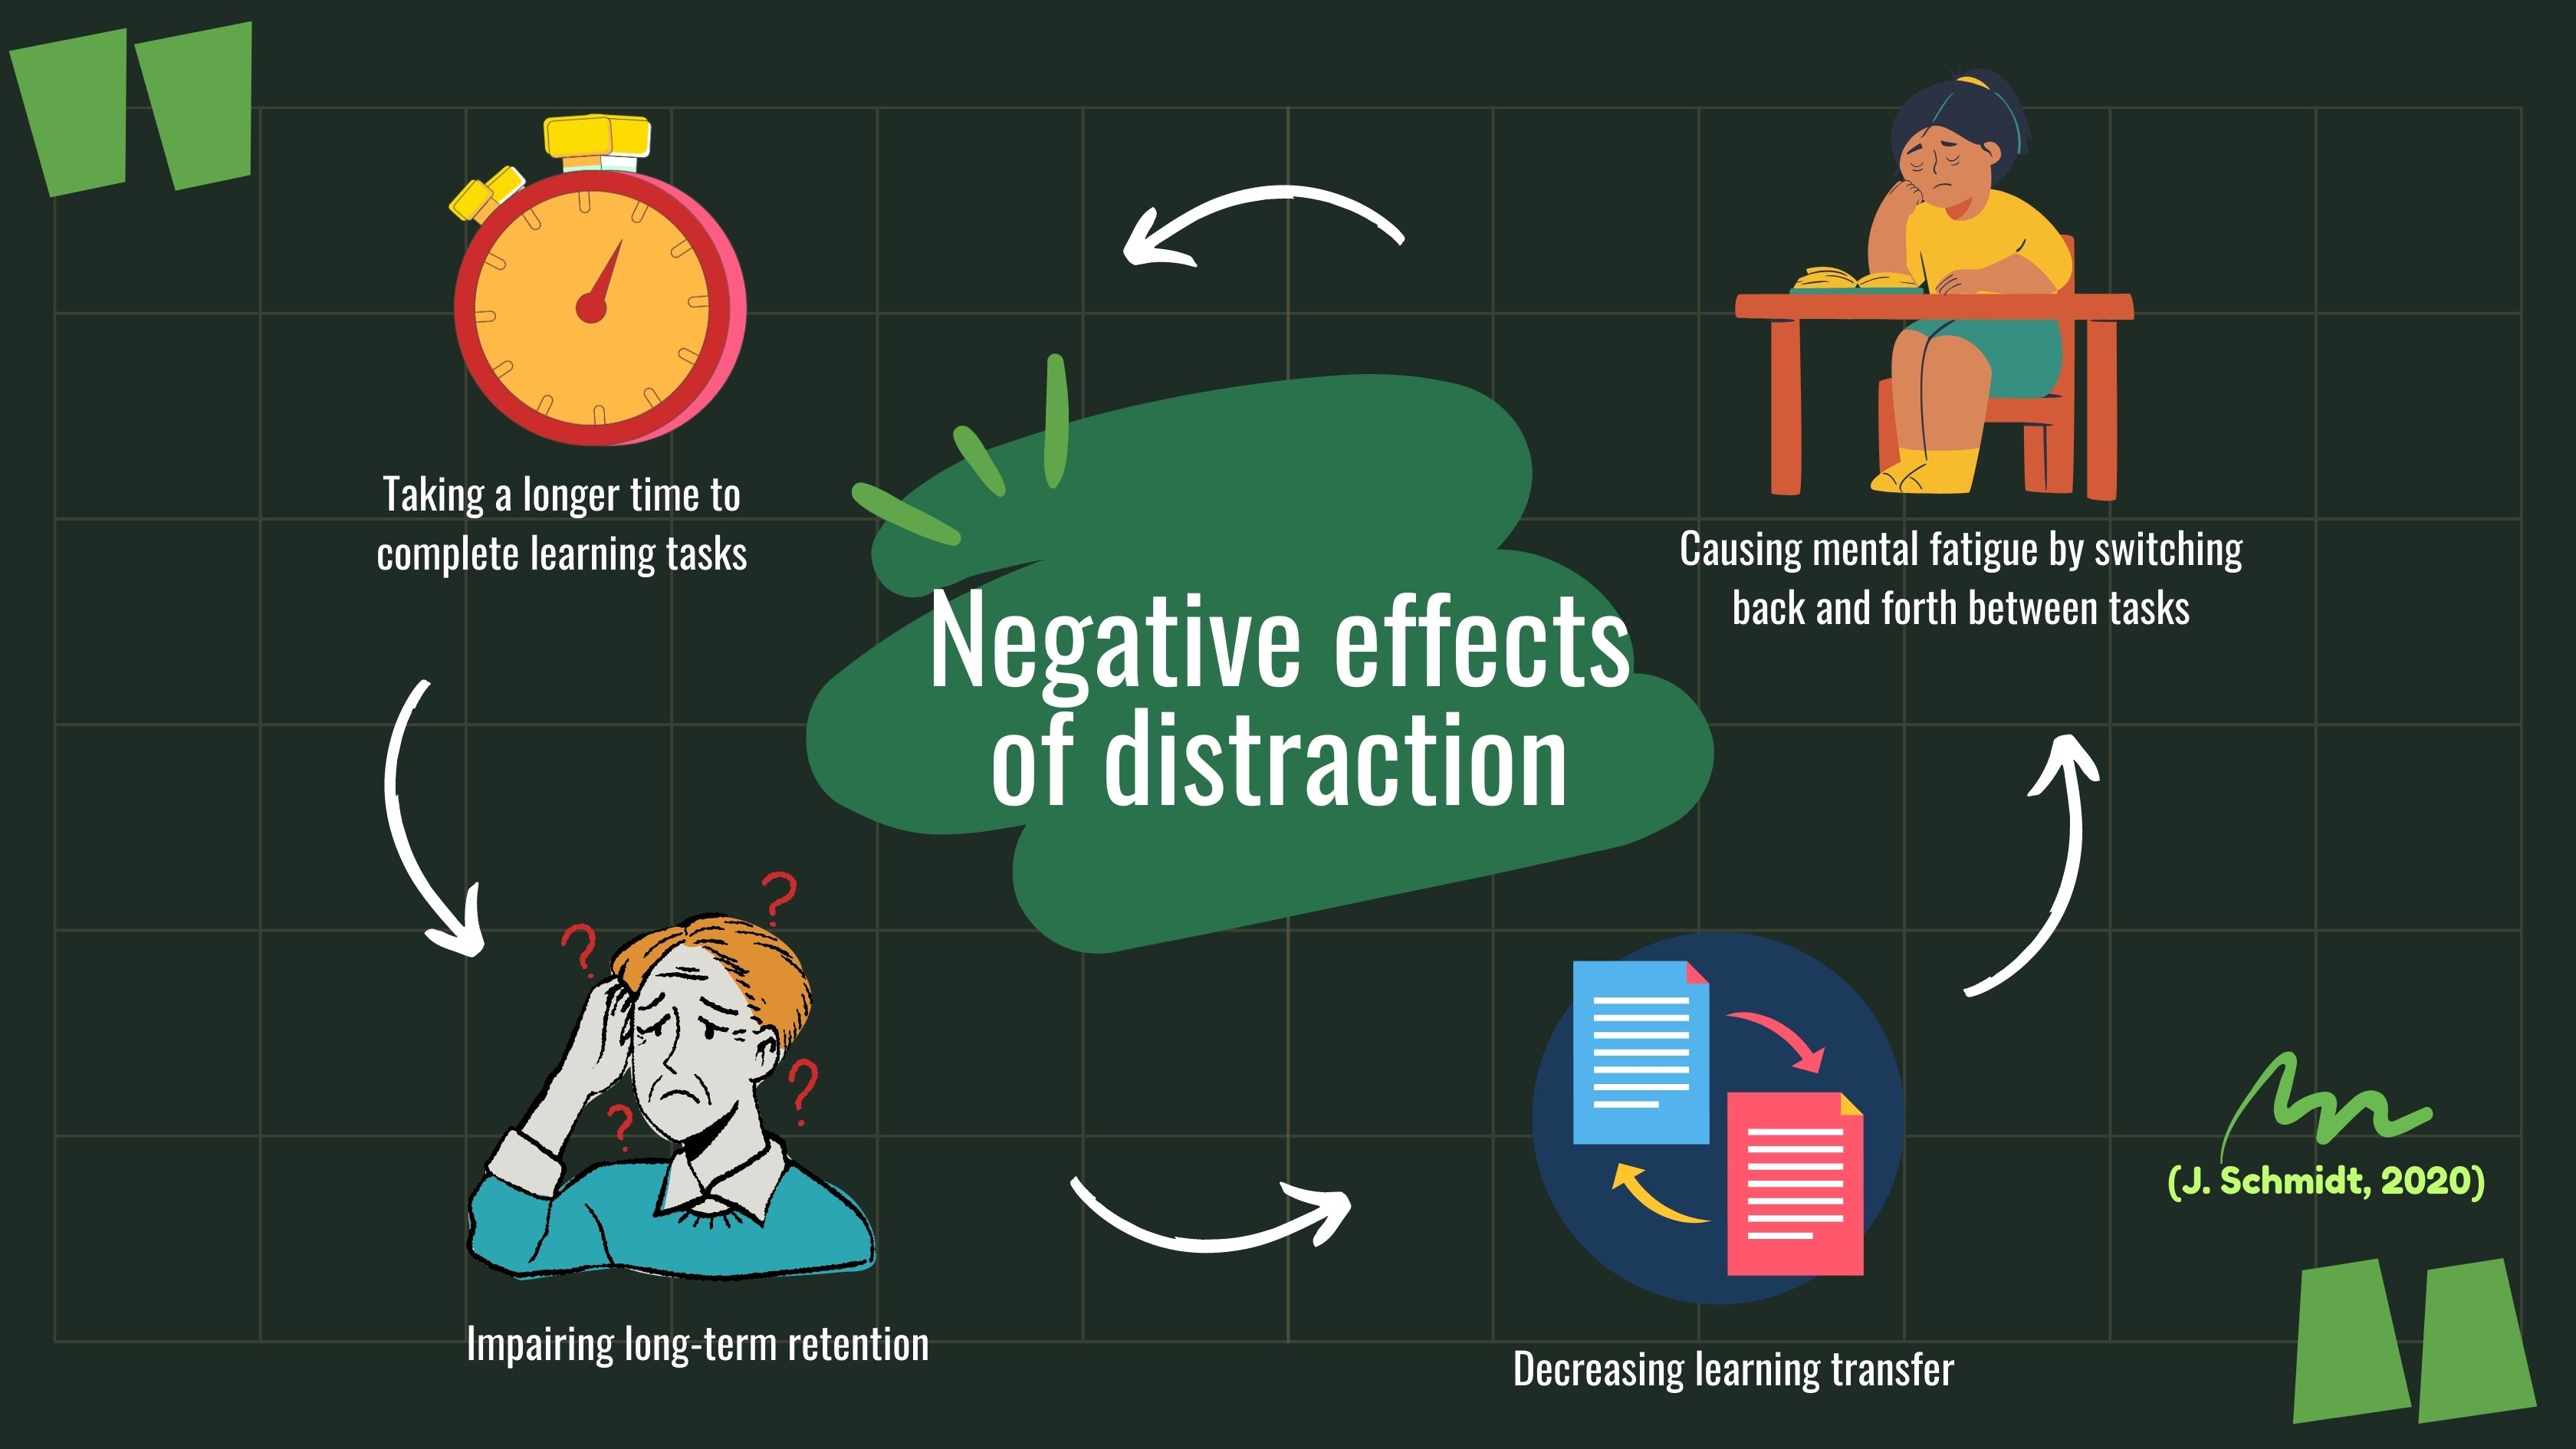 Taking a longer time to
complete learning tasks
Causing mental fatigue by switching
back and forth between tasks
Negative effects
of distraction
? ? ? ?
Impairing long-term retention
Decreasing learning transfer
(J. Schmidt, 2020)